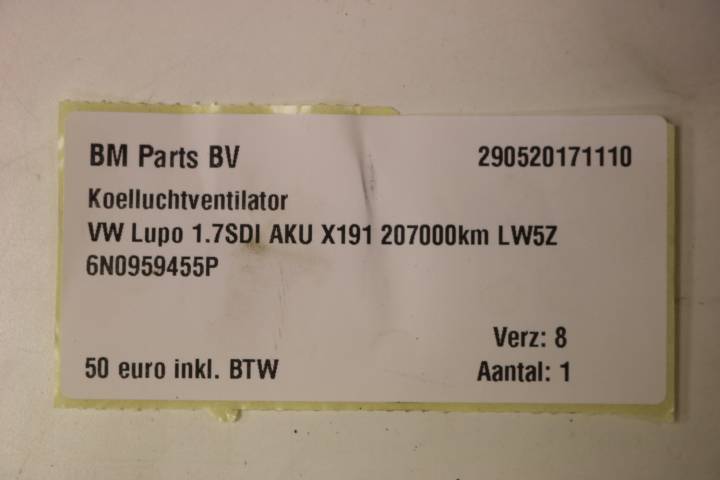 BM Parts BV 290520171110
Koelluchtventilator
VW Lupo 1.7SDI AKU X191 207000km LW5Z
6N0959455P
Verz: 8
50 euro inkl. BTW Aantal: 1